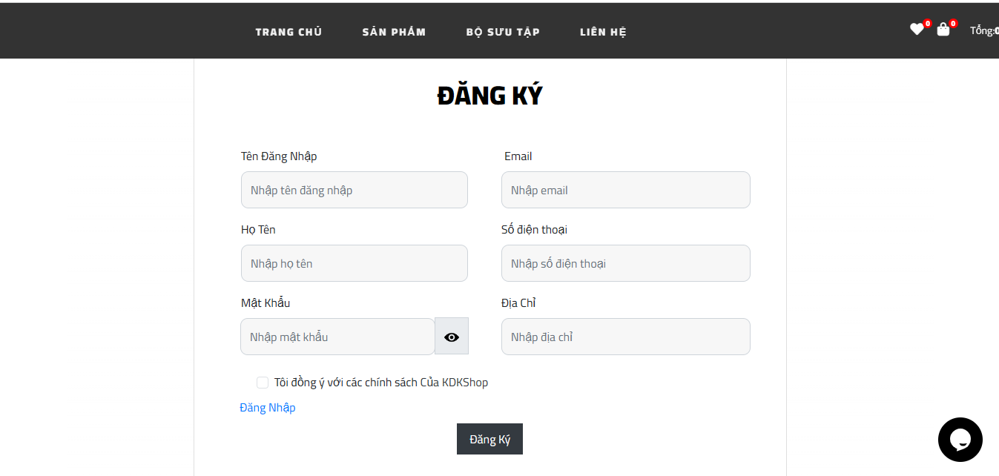 TRANG CHỦ SẢN PHẨM BỘ SƯU TẬP LIÊN HỆ 0 0 Tổng:0
ĐĂNG KÝ
Tên Đăng Nhập Email
Nhập tên đăng nhập Nhập email
Họ Tên Số điện thoại
Nhập họ tên Nhập số điện thoại
Mật Khẩu Địa Chỉ
Nhập mật khẩu Nhập địa chỉ
Tôi đồng ý với các chính sách Của KDKShop
Đăng Nhập
Đăng Ký